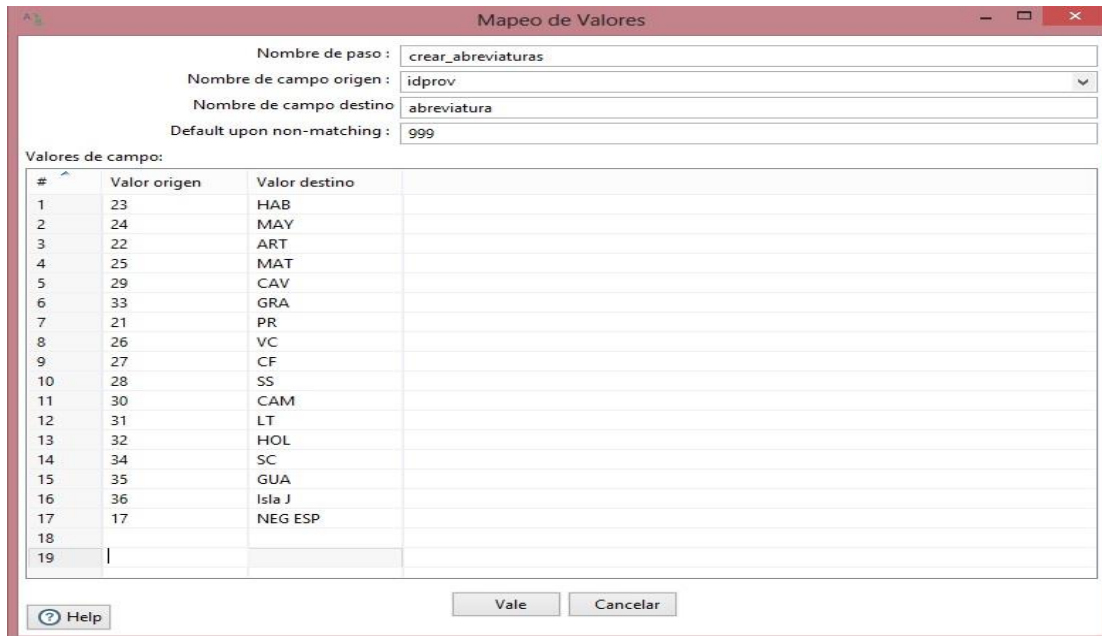 Mapeo de Valores
Nombre de paso : crear_abreviaturas
Nombre de campo origen : idprov
Nombre de campo destino abreviatura
Default upon non-matching : 999
Valores de campo:
# Valor origen Valor destino
1 23 HAB
2 24 MAY
3 22 ART
4 25 MAT
5 29 CAV
6 33 GRA
7 21 PR
8 26 VC
9 27 CF
10 28 SS
11 30 CAM
12 31 LT
13 32 HOL
14 34 SC
15 35 GUA
16 36 Isla J
17 17 NEG ESP
18
19
Vale Cancelar
Help